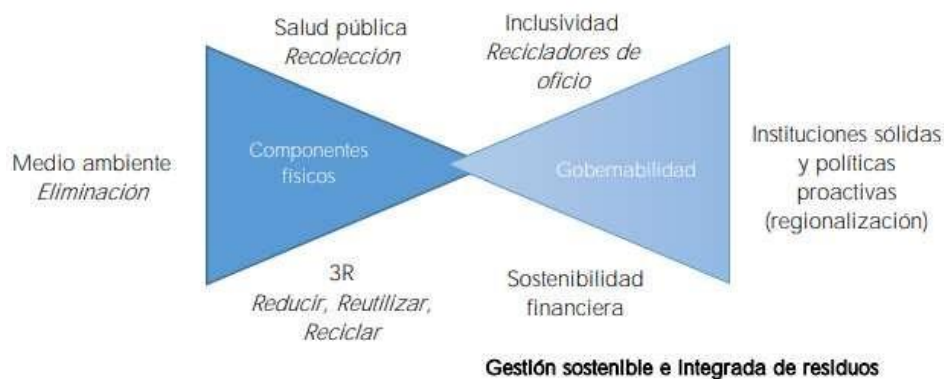 Salud pública
Recolección
Inclusividad
Recicladores de
oficio
Medio ambiente
Eliminación
Componentes
físicos
Gobernabilidad
Instituciones sólidas
y políticas
proactivas
(regionalización)
3R
Reducir, Reutilizar,
Reciclar
Sostenibilidad
financiera
Gestión sostenible e integrada de residuos